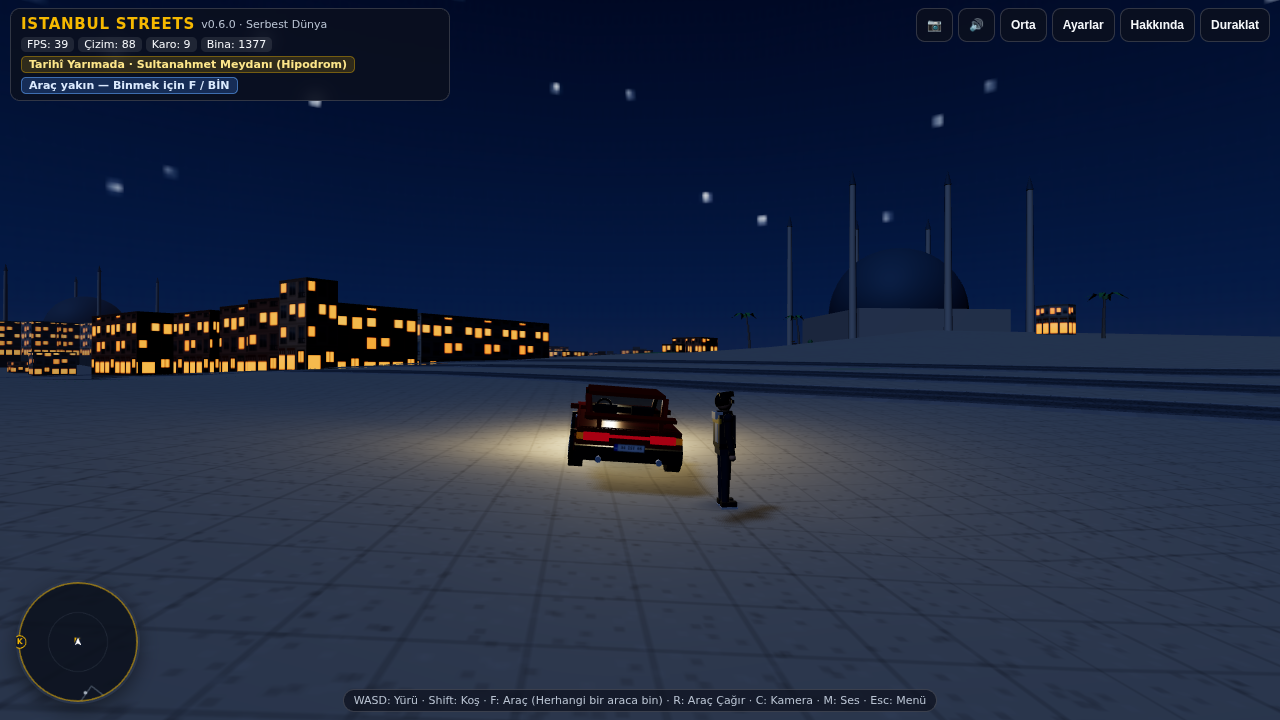 ISTANBUL STREETS v0.6.0 · Serbest Dünya
FPS: 39 Çizim: 88 Karo: 9 Bina: 1377
Tarihî Yarımada · Sultanahmet Meydanı (Hipodrom)
Araç yakın — Binmek için F / BİN
Orta Ayarlar Hakkında Duraklat
K
WASD: Yürü · Shift: Koş · F: Araç (Herhangi bir araca bin) · R: Araç Çağır · C: Kamera · M: Ses · Esc: Menü